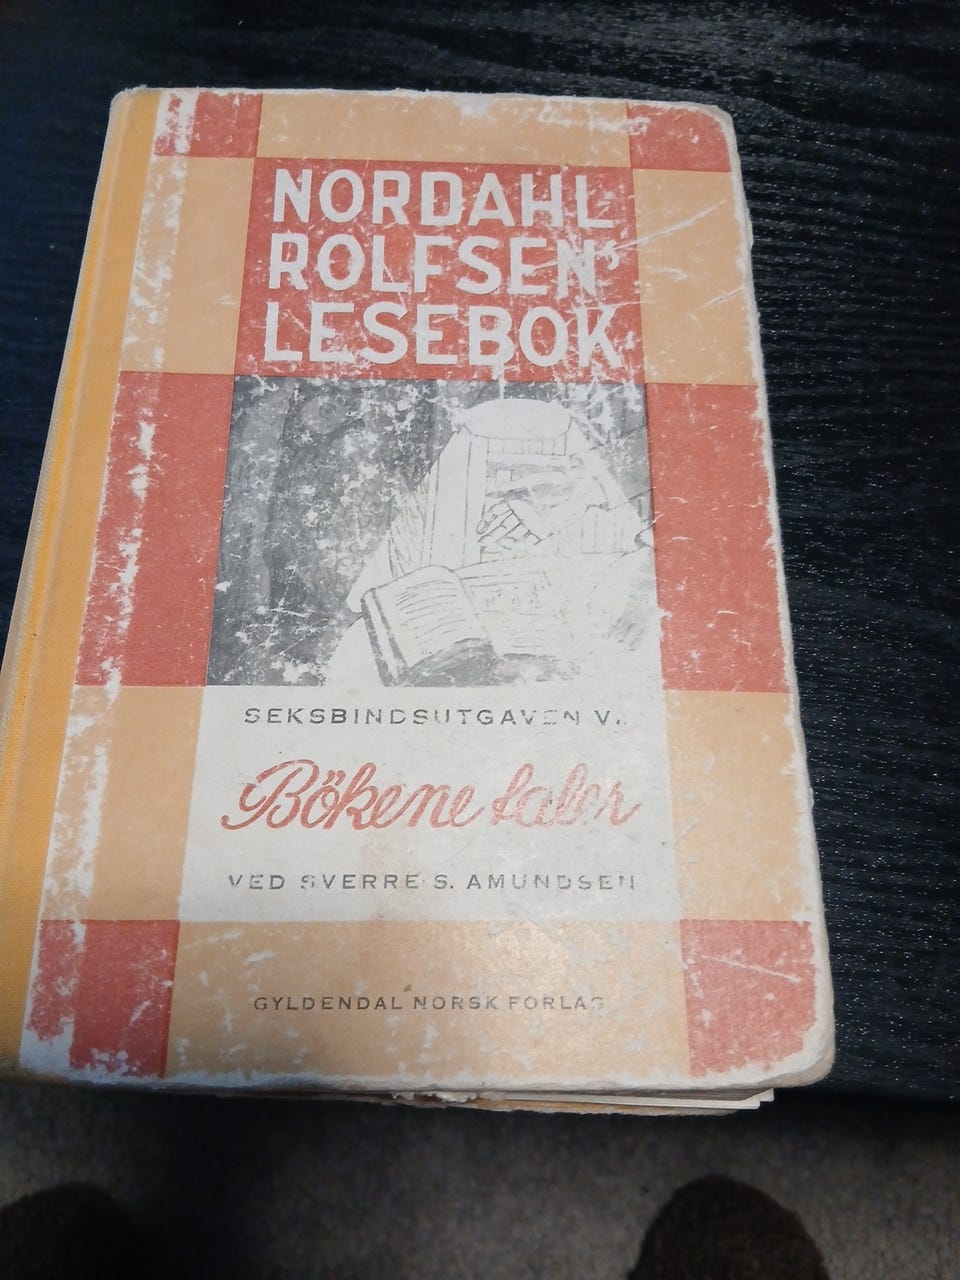 NORDAHL
ROLFSEN'
LESEBOK
SEKSBINDSUTGAVEN
Bökene taler
VED SVERRE S. AMUNDSEN
GYLDENDAL NORSK FORLAG